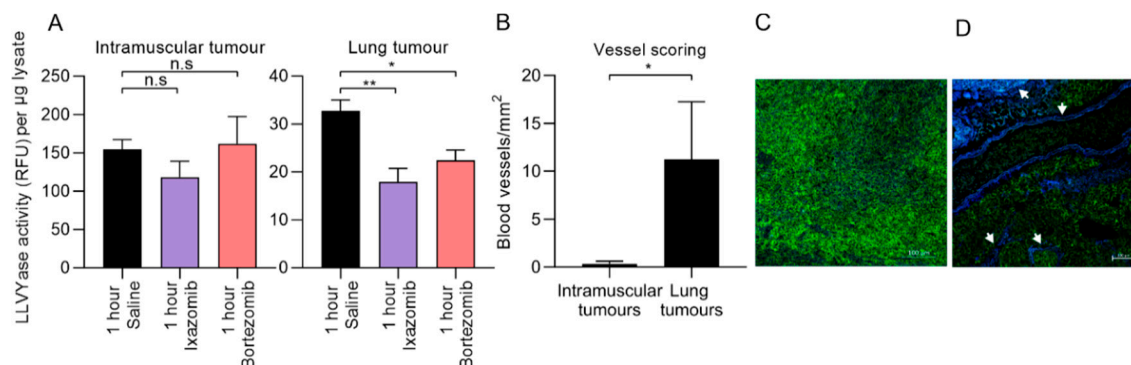 A
B
C
D
Intramuscular tumour
Lung tumour
Vessel scoring
LLVYase activity (RFU) per µg lysate
n.s
n.s
250
200
150
100
50
0
1 hour
Saline
1 hour
Ixazomib
1 hour
Bortezomib
*
**
40
30
20
10
0
1 hour
Saline
1 hour
Ixazomib
1 hour
Bortezomib
Blood vessels/mm²
*
20
15
10
5
0
Intramuscular
tumours
Lung
tumours